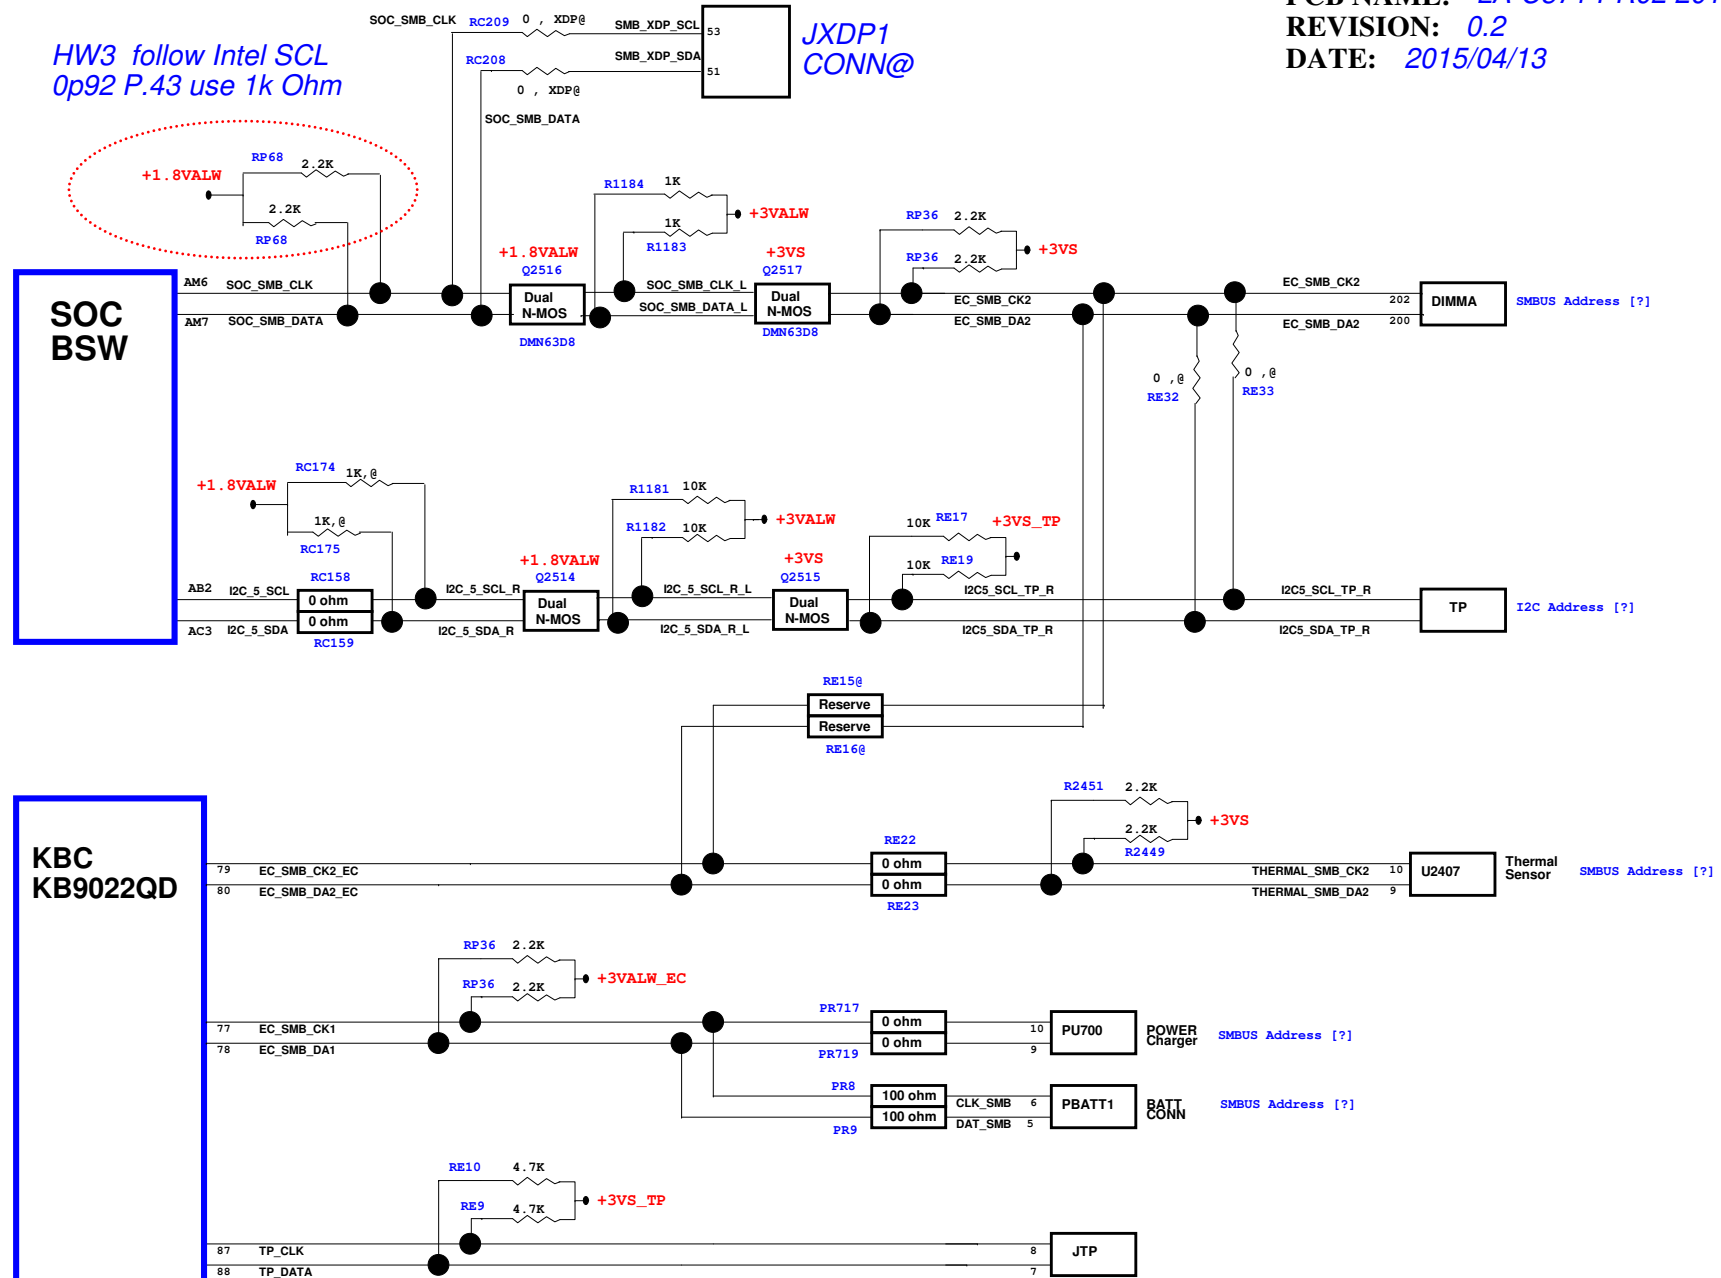 PCB NAME:
REVISION: 0.2
DATE: 2015/04/13
HW3 follow Intel SCL
0p92 P.43 use 1k Ohm
SOC_SMB_CLK RC209 0 , XDP@ SMB_XDP_SCL 53
RC208 SMB_XDP_SDA 51
0 , XDP@
SOC_SMB_DATA
JXDP1
CONN@
RP68 2.2K
+1.8VALW
2.2K
RP68
R1184 1K
+3VALW
1K
R1183
RP36 2.2K
+3VS
RP36 2.2K
SOC
BSW
AM6 SOC_SMB_CLK
AM7 SOC_SMB_DATA
+1.8VALW
Q2516
Dual
N-MOS
DMN63D8
SOC_SMB_CLK_L
SOC_SMB_DATA_L
+3VS
Q2517
Dual
N-MOS
DMN63D8
EC_SMB_CK2
EC_SMB_DA2
EC_SMB_CK2 202
EC_SMB_DA2 200
DIMMA
SMBUS Address [?]
0 ,@
RE32
0 ,@
RE33
RC174 1K,@
+1.8VALW
1K,@
RC175
R1181 10K
+3VALW
R1182 10K
10K RE17 +3VS_TP
10K RE19
AB2 I2C_5_SCL
AC3 I2C_5_SDA
RC158
0 ohm
0 ohm
RC159
I2C_5_SCL_R
I2C_5_SDA_R
+1.8VALW
Q2514
Dual
N-MOS
I2C_5_SCL_R_L
I2C_5_SDA_R_L
+3VS
Q2515
Dual
N-MOS
I2C5_SCL_TP_R
I2C5_SDA_TP_R
I2C5_SCL_TP_R
I2C5_SDA_TP_R
TP
I2C Address [?]
RE15@
Reserve
Reserve
RE16@
KBC
KB9022QD
79 EC_SMB_CK2_EC
80 EC_SMB_DA2_EC
RE22
0 ohm
0 ohm
RE23
R2451 2.2K
+3VS
2.2K
R2449
THERMAL_SMB_CK2 10
THERMAL_SMB_DA2 9
U2407
Thermal
Sensor
SMBUS Address [?]
RP36 2.2K
+3VALW_EC
RP36 2.2K
77 EC_SMB_CK1
78 EC_SMB_DA1
PR717
0 ohm
0 ohm
PR719
10
9
PU700
POWER
Charger
SMBUS Address [?]
PR8
100 ohm
100 ohm
PR9
CLK_SMB 6
DAT_SMB 5
PBATT1
BATT
CONN
SMBUS Address [?]
RE10 4.7K
+3VS_TP
RE9 4.7K
87 TP_CLK
88 TP_DATA
8
7
JTP